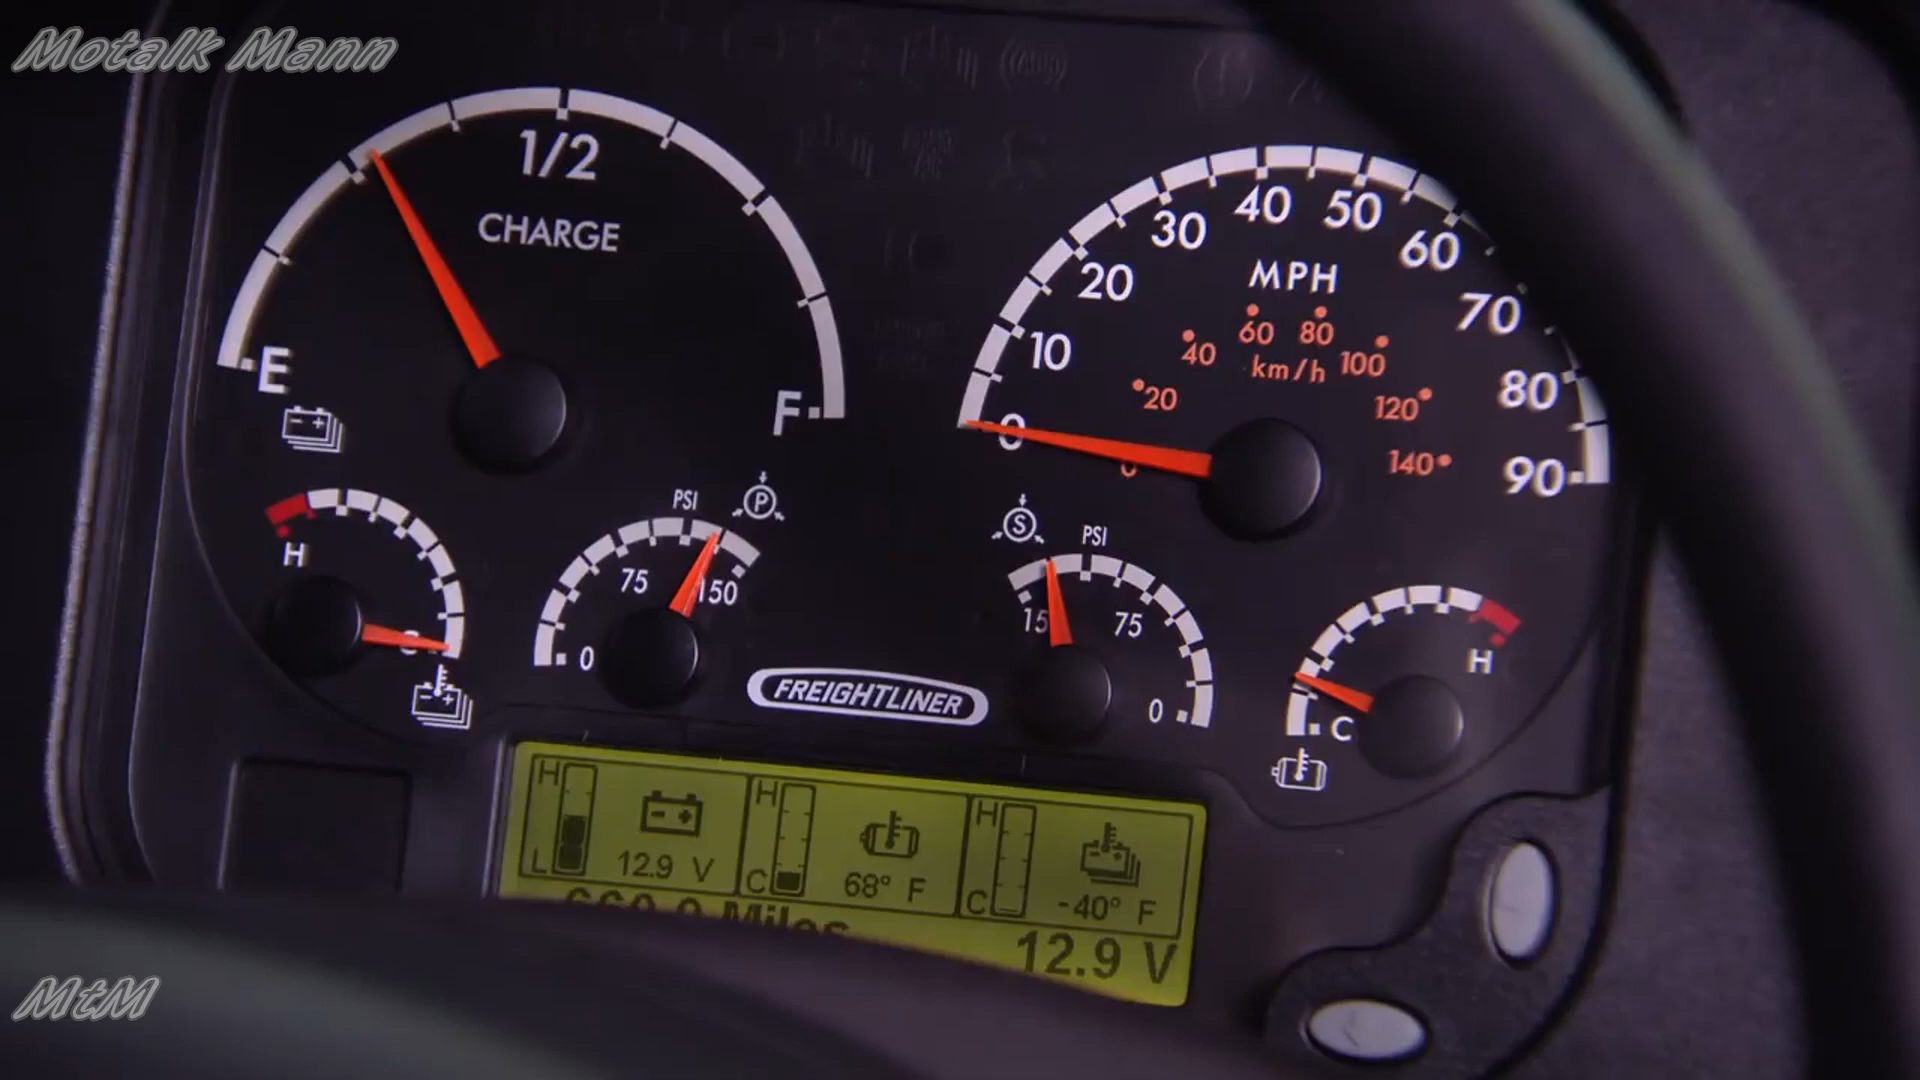 Motalk Mann
1/2
CHARGE
E
F
30
40
50
20
60
10
70
0
80
90
MPH
60
80
40
km/h
100
20
120
0
140
H
C
PSI
P
75
150
0
S
PSI
15
75
0
H
C
FREIGHTLINER
H
L
12.9 V
H
C
68° F
H
C
-40° F
Miles
12.9 V
MtM